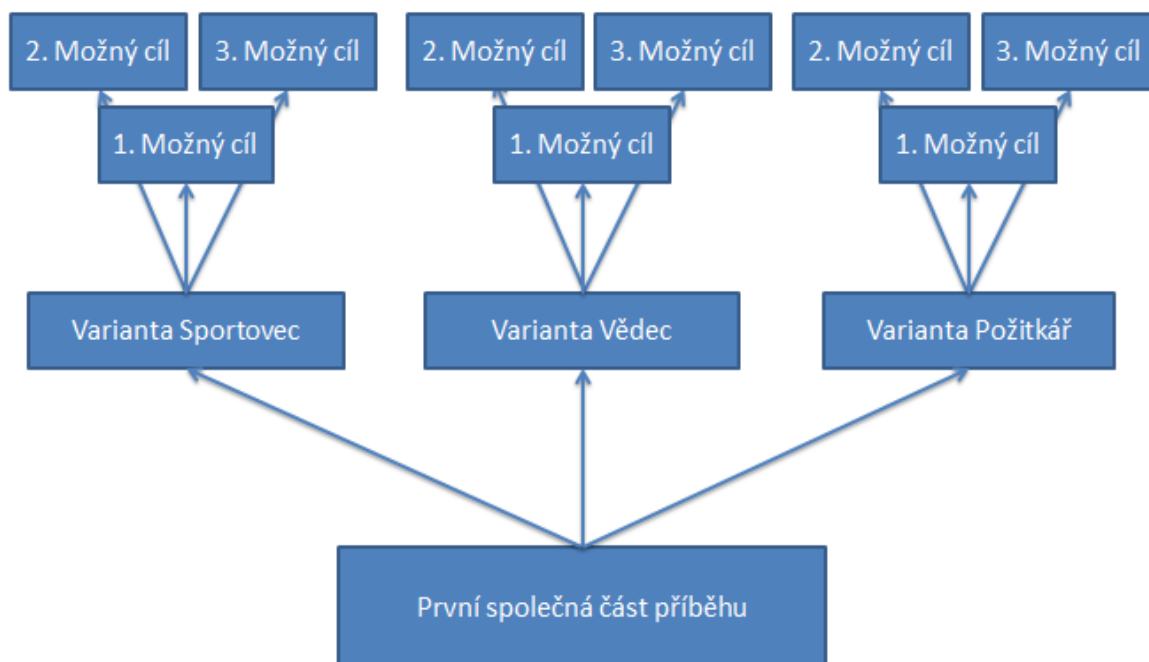 2. Možný cíl
3. Možný cíl
2. Možný cíl
3. Možný cíl
2. Možný cíl
3. Možný cíl
1. Možný cíl
1. Možný cíl
1. Možný cíl
Varianta Sportovec
Varianta Vědec
Varianta Požitkář
První společná část příběhu